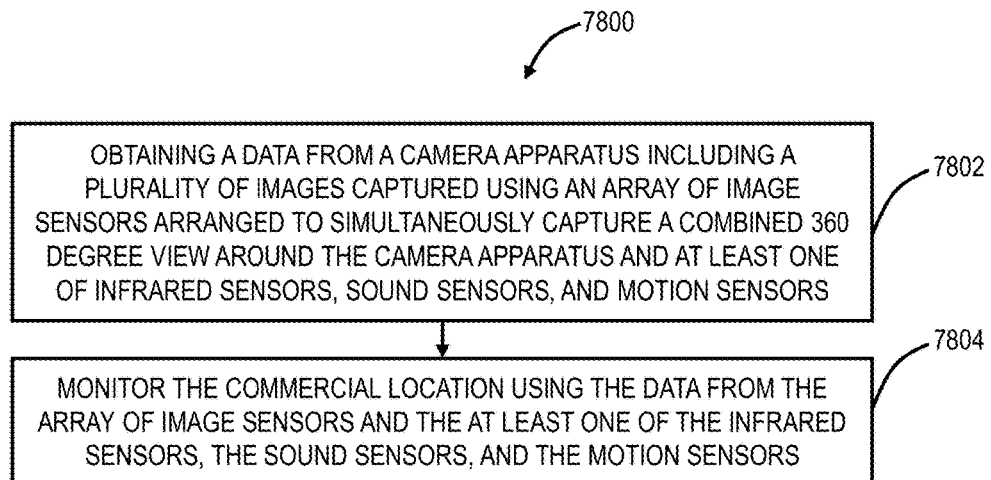 7800
OBTAINING A DATA FROM A CAMERA APPARATUS INCLUDING A
PLURALITY OF IMAGES CAPTURED USING AN ARRAY OF IMAGE
SENSORS ARRANGED TO SIMULTANEOUSLY CAPTURE A COMBINED 360
DEGREE VIEW AROUND THE CAMERA APPARATUS AND AT LEAST ONE
OF INFRARED SENSORS, SOUND SENSORS, AND MOTION SENSORS
7802
MONITOR THE COMMERCIAL LOCATION USING THE DATA FROM THE
ARRAY OF IMAGE SENSORS AND THE AT LEAST ONE OF THE INFRARED
SENSORS, THE SOUND SENSORS, AND THE MOTION SENSORS
7804